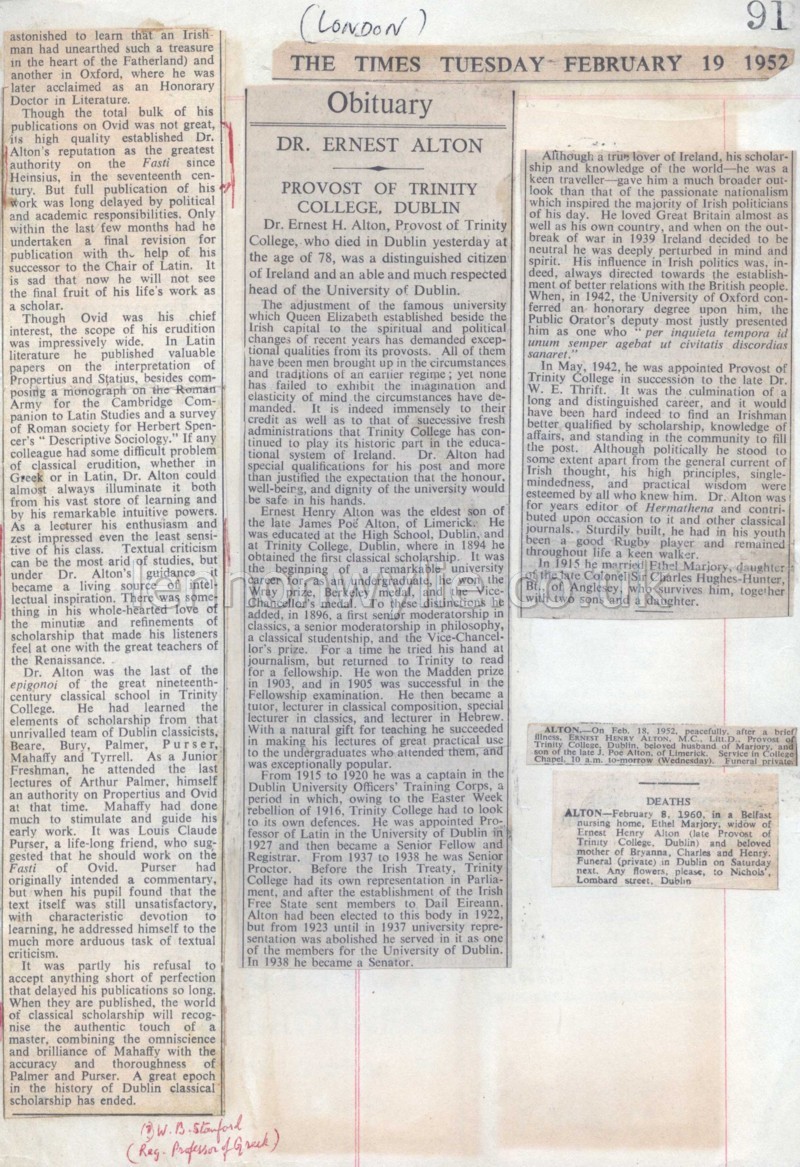 (LONDON)
91
THE TIMES TUESDAY FEBRUARY 19 1952
astonished to learn that an Irish-
man had unearthed such a treasure
in the heart of the Fatherland) and
another in Oxford, where he was
later acclaimed as an Honorary
Doctor in Literature.
Though the total bulk of his
publications on Ovid was not great,
its high quality established Dr.
Alton's reputation as the greatest
authority on the Fasti since
Heinsius, in the seventeenth cen-
tury. But full publication of his
work was long delayed by political
and academic responsibilities. Only
within the last few months had he
undertaken a final revision for
publication with the help of his
successor to the Chair of Latin. It
is sad that now he will not see
the final fruit of his life's work as
a scholar.
Though Ovid was his chief
interest, the scope of his erudition
was impressively wide. In Latin
literature he published valuable
papers on the interpretation of
Propertius and Statius, besides com-
posing a monograph on the Roman
Army for the Cambridge Com-
panion to Latin Studies and a survey
of Roman society for Herbert Spen-
cer's "Descriptive Sociology." If any
colleague had some difficult problem
of classical erudition, whether in
Greek or in Latin, Dr. Alton could
almost always illuminate it both
from his vast store of learning and
by his remarkable intuitive powers.
As a lecturer his enthusiasm and
zest impressed even the least sensi-
tive of his class. Textual criticism
can be the most arid of studies, but
under Dr. Alton's guidance it
became a living source of intel-
lectual inspiration. There was some-
thing in his whole-hearted love of
the minutiæ and refinements of
scholarship that made his listeners
feel at one with the great teachers of
the Renaissance.
Dr. Alton was the last of the
epigonoi of the great nineteenth-
century classical school in Trinity
College. He had learned the
elements of scholarship from that
unrivalled team of Dublin classicists,
Beare, Bury, Palmer, Purser,
Mahaffy and Tyrrell. As a Junior
Freshman, he attended the last
lectures of Arthur Palmer, himself
an authority on Propertius and Ovid
at that time. Mahaffy had done
much to stimulate and guide his
early work. It was Louis Claude
Purser, a life-long friend, who sug-
gested that he should work on the
Fasti of Ovid. Purser had
originally intended a commentary,
but when his pupil found that the
text itself was still unsatisfactory,
with characteristic devotion to
learning, he addressed himself to the
much more arduous task of textual
criticism.
It was partly his refusal to
accept anything short of perfection
that delayed his publications so long.
When they are published, the world
of classical scholarship will recog-
nise the authentic touch of a
master, combining the omniscience
and brilliance of Mahaffy with the
accuracy and thoroughness of
Palmer and Purser. A great epoch
in the history of Dublin classical
scholarship has ended.
(?) W. B. Stanford
(Reg. Professor of Greek)
Obituary
DR. ERNEST ALTON
PROVOST OF TRINITY
COLLEGE, DUBLIN
Dr. Ernest H. Alton, Provost of Trinity
College, who died in Dublin yesterday at
the age of 78, was a distinguished citizen
of Ireland and an able and much respected
head of the University of Dublin.
The adjustment of the famous university
which Queen Elizabeth established beside the
Irish capital to the spiritual and political
changes of recent years has demanded excep-
tional qualities from its provosts. All of them
have been men brought up in the circumstances
and traditions of an earlier regime; yet none
has failed to exhibit the imagination and
elasticity of mind the circumstances have de-
manded. It is indeed immensely to their
credit as well as to that of successive fresh
administrations that Trinity College has con-
tinued to play its historic part in the educa-
tional system of Ireland. Dr. Alton had
special qualifications for his post and more
than justified the expectation that the honour,
well-being, and dignity of the university would
be safe in his hands.
Ernest Henry Alton was the eldest son of
the late James Poë Alton, of Limerick. He
was educated at the High School, Dublin, and
at Trinity College, Dublin, where in 1894 he
obtained the first classical scholarship. It was
the beginning of a remarkable university
career for as an undergraduate he won the
Wray prize, Berkeley medal, and Vice-
Chancellor's medal. To these distinctions he
added, in 1896, a first senior moderatorship in
classics, a senior moderatorship in philosophy,
a classical studentship, and the Vice-Chancel-
lor's prize. For a time he tried his hand at
journalism, but returned to Trinity to read
for a fellowship. He won the Madden prize
in 1903, and in 1905 was successful in the
Fellowship examination. He then became a
tutor, lecturer in classical composition, special
lecturer in classics, and lecturer in Hebrew.
With a natural gift for teaching he succeeded
in making his lectures of great practical use
to the undergraduates who attended them, and
was exceptionally popular.
From 1915 to 1920 he was a captain in the
Dublin University Officers' Training Corps, a
period in which, owing to the Easter Week
rebellion of 1916, Trinity College had to look
to its own defences. He was appointed Pro-
fessor of Latin in the University of Dublin in
1927 and then became a Senior Fellow and
Registrar. From 1937 to 1938 he was Senior
Proctor. Before the Irish Treaty, Trinity
College had its own representation in Parlia-
ment, and after the establishment of the Irish
Free State sent members to Dail Eireann.
Alton had been elected to this body in 1922,
but from 1923 until in 1937 university repre-
sentation was abolished he served in it as one
of the members for the University of Dublin.
In 1938 he became a Senator.
Although a true lover of Ireland, his scholar-
ship and knowledge of the world—he was a
keen traveller—gave him a much broader out-
look than that of the passionate nationalism
which inspired the majority of Irish politicians
of his day. He loved Great Britain almost as
well as his own country, and when on the out-
break of war in 1939 Ireland decided to be
neutral he was deeply perturbed in mind and
spirit. His influence in Irish politics was, in-
deed, always directed towards the establish-
ment of better relations with the British people.
When, in 1942, the University of Oxford con-
ferred an honorary degree upon him, the
Public Orator's deputy most justly presented
him as one who "per inquieta tempora id
unum semper agebat ut civitatis discordias
sanaret."
In May, 1942, he was appointed Provost of
Trinity College in succession to the late Dr.
W. E. Thrift. It was the culmination of a
long and distinguished career, and it would
have been hard indeed to find an Irishman
better qualified by scholarship, knowledge of
affairs, and standing in the community to fill
the post. Although politically he stood to
some extent apart from the general current of
Irish thought, his high principles, single-
mindedness, and practical wisdom were
esteemed by all who knew him. Dr. Alton was
for years editor of Hermathena and contri-
buted upon occasion to it and other classical
journals. Sturdily built, he had in his youth
been a good Rugby player and remained
throughout life a keen walker.
In 1915 he married Ethel Marjory, daughter
of the late Colonel Sir Charles Hughes-Hunter,
Bt., of Anglesey, who survives him, together
with two sons and a daughter.
ALTON.—On Feb. 18, 1952, peacefully, after a brief
illness, ERNEST HENRY ALTON, M.C., Litt.D., Provost of
Trinity College, Dublin, beloved husband of Marjory, and
son of the late J. Poë Alton, of Limerick. Service in College
Chapel, 10 a.m. to-morrow (Wednesday). Funeral private.
DEATHS
ALTON—February 8, 1960, in a Belfast
nursing home, Ethel Marjory, widow of
Ernest Henry Alton (late Provost of
Trinity College, Dublin) and beloved
mother of Bryanna, Charles and Henry.
Funeral (private) in Dublin on Saturday
next. Any flowers, please, to Nichols',
Lombard street, Dublin